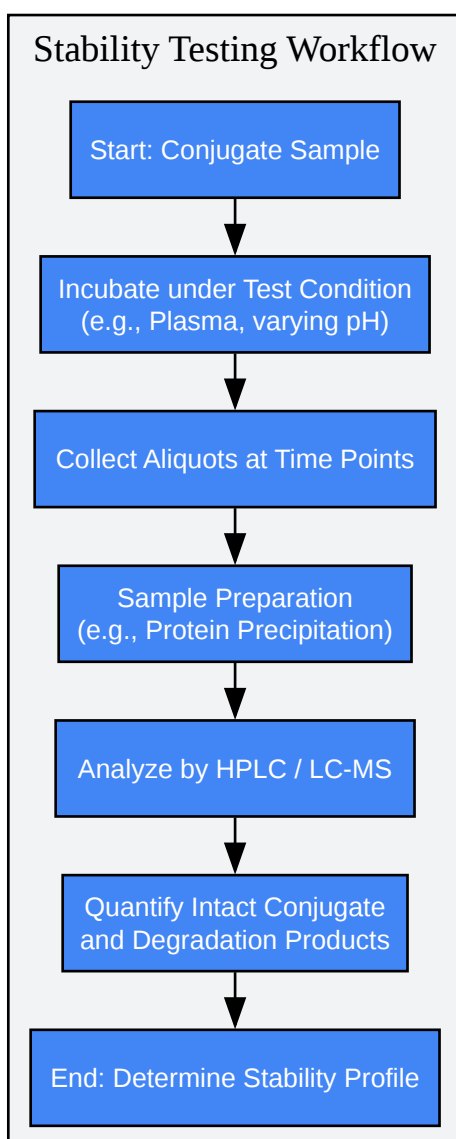 Stability Testing Workflow
Start: Conjugate Sample
Incubate under Test Condition
(e.g., Plasma, varying pH)
Collect Aliquots at Time Points
Sample Preparation
(e.g., Protein Precipitation)
Analyze by HPLC / LC-MS
Quantify Intact Conjugate
and Degradation Products
End: Determine Stability Profile